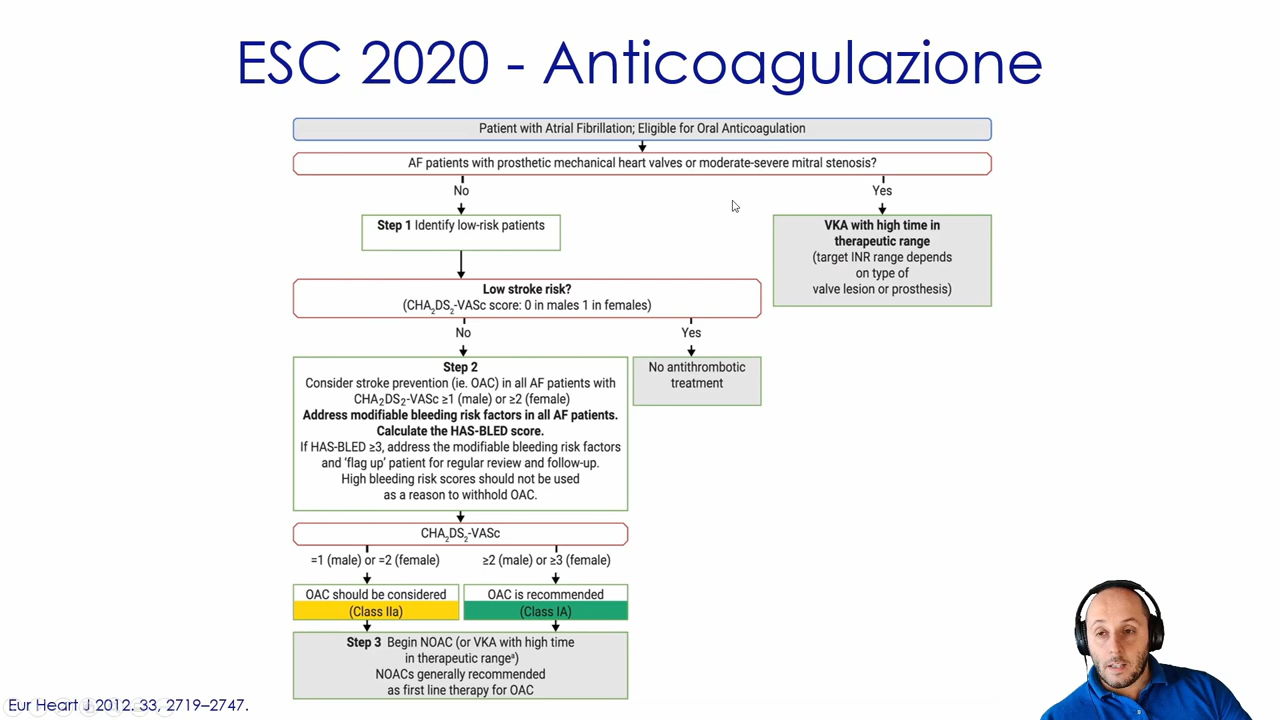 ESC 2020 - Anticoagulazione
Patient with Atrial Fibrillation; Eligible for Oral Anticoagulation
AF patients with prosthetic mechanical heart valves or moderate-severe mitral stenosis?
No
Yes
Step 1 Identify low-risk patients
VKA with high time in
therapeutic range
(target INR range depends
on type of
valve lesion or prosthesis)
Low stroke risk?
(CHA2DS2-VASc score: 0 in males 1 in females)
No
Yes
Step 2
Consider stroke prevention (ie. OAC) in all AF patients with
CHA2DS2-VASc ≥1 (male) or ≥2 (female)
Address modifiable bleeding risk factors in all AF patients.
Calculate the HAS-BLED score.
If HAS-BLED ≥3, address the modifiable bleeding risk factors
and ‘flag up’ patient for regular review and follow-up.
High bleeding risk scores should not be used
as a reason to withhold OAC.
No antithrombotic
treatment
CHA2DS2-VASc
=1 (male) or =2 (female)
≥2 (male) or ≥3 (female)
OAC should be considered
(Class IIa)
OAC is recommended
(Class IA)
Step 3 Begin NOAC (or VKA with high time
in therapeutic rangeᵃ)
NOACs generally recommended
as first line therapy for OAC
Eur Heart J 2012. 33, 2719–2747.